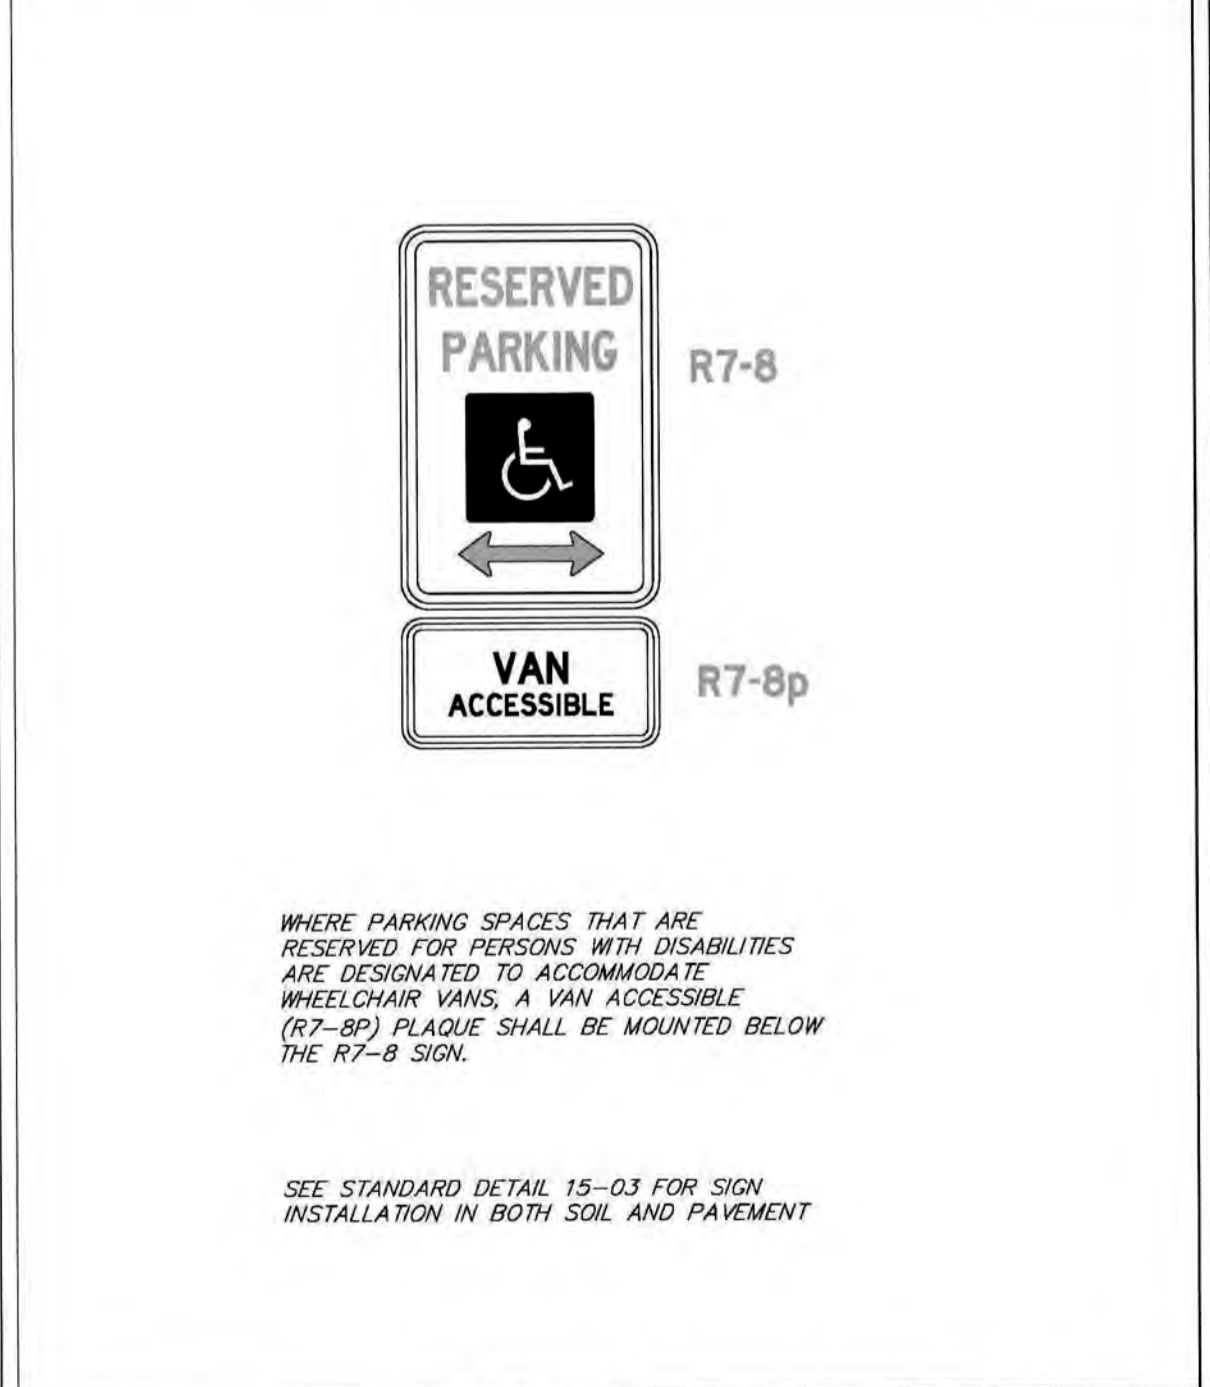 RESERVED
PARKING
R7-8
VAN
ACCESSIBLE
R7-8p
WHERE PARKING SPACES THAT ARE
RESERVED FOR PERSONS WITH DISABILITIES
ARE DESIGNATED TO ACCOMMODATE
WHEELCHAIR VANS, A VAN ACCESSIBLE
(R7-8P) PLAQUE SHALL BE MOUNTED BELOW
THE R7-8 SIGN.
SEE STANDARD DETAIL 15-03 FOR SIGN
INSTALLATION IN BOTH SOIL AND PAVEMENT